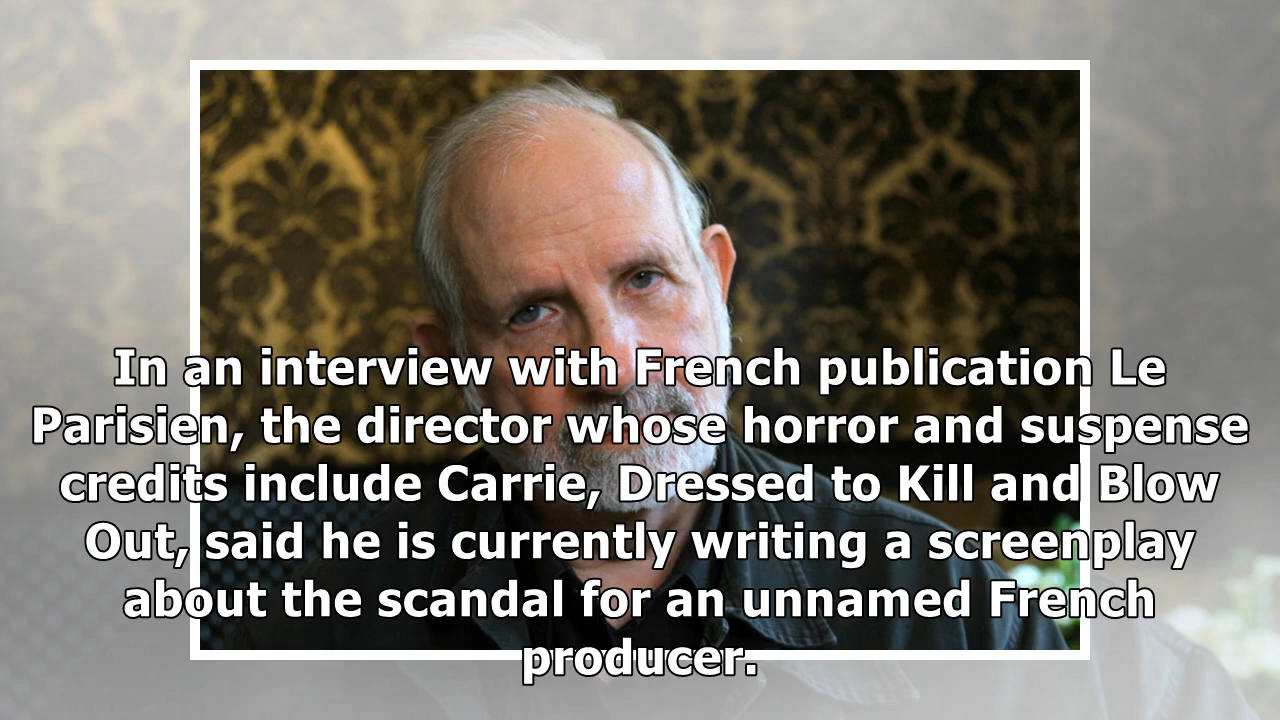 In an interview with French publication Le
Parisien, the director whose horror and suspense
credits include Carrie, Dressed to Kill and Blow
Out, said he is currently writing a screenplay
about the scandal for an unnamed French
producer.